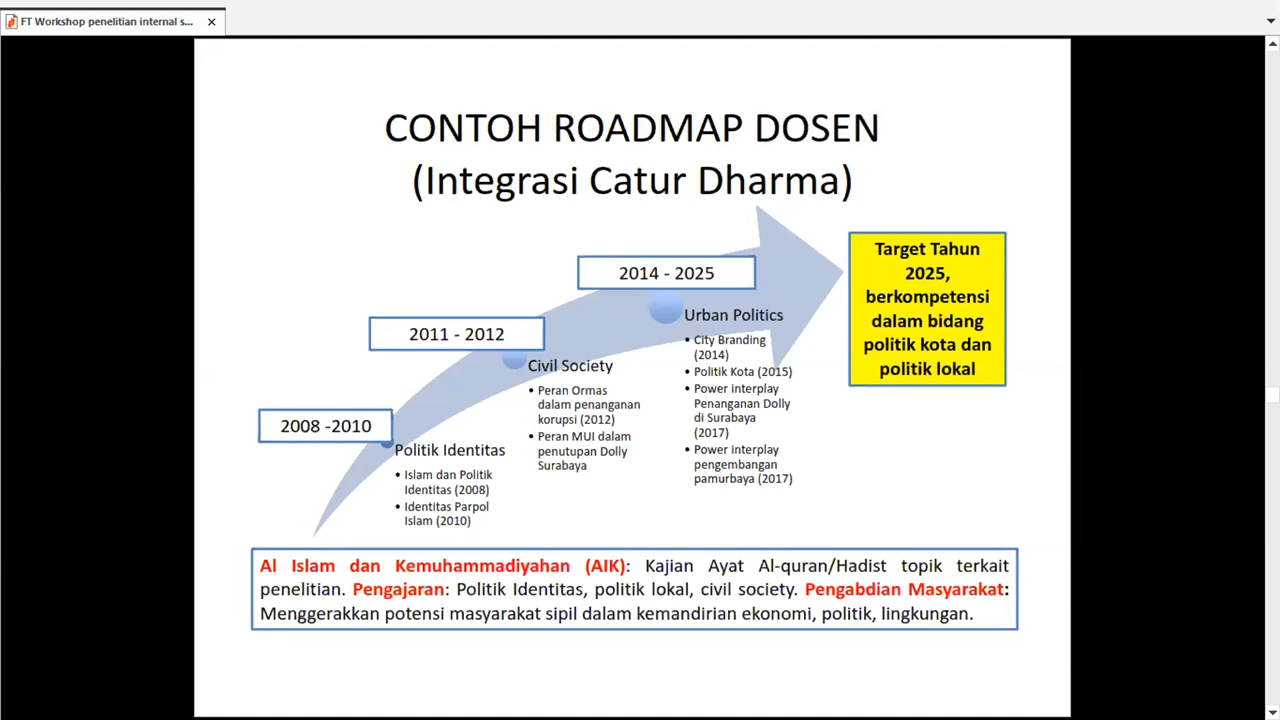 FT Workshop penelitian internal s...
CONTOH ROADMAP DOSEN
(Integrasi Catur Dharma)
2008 -2010
Politik Identitas
• Islam dan Politik
Identitas (2008)
• Identitas Parpol
Islam (2010)
2011 - 2012
Civil Society
• Peran Ormas
dalam penanganan
korupsi (2012)
• Peran MUI dalam
penutupan Dolly
Surabaya
2014 - 2025
Urban Politics
• City Branding
(2014)
• Politik Kota (2015)
• Power interplay
Penanganan Dolly
di Surabaya
(2017)
• Power interplay
pengembangan
pamurbaya (2017)
Target Tahun
2025,
berkompetensi
dalam bidang
politik kota dan
politik lokal
Al Islam dan Kemuhammadiyahan (AIK): Kajian Ayat Al-quran/Hadist topik terkait
penelitian. Pengajaran: Politik Identitas, politik lokal, civil society. Pengabdian Masyarakat:
Menggerakkan potensi masyarakat sipil dalam kemandirian ekonomi, politik, lingkungan.